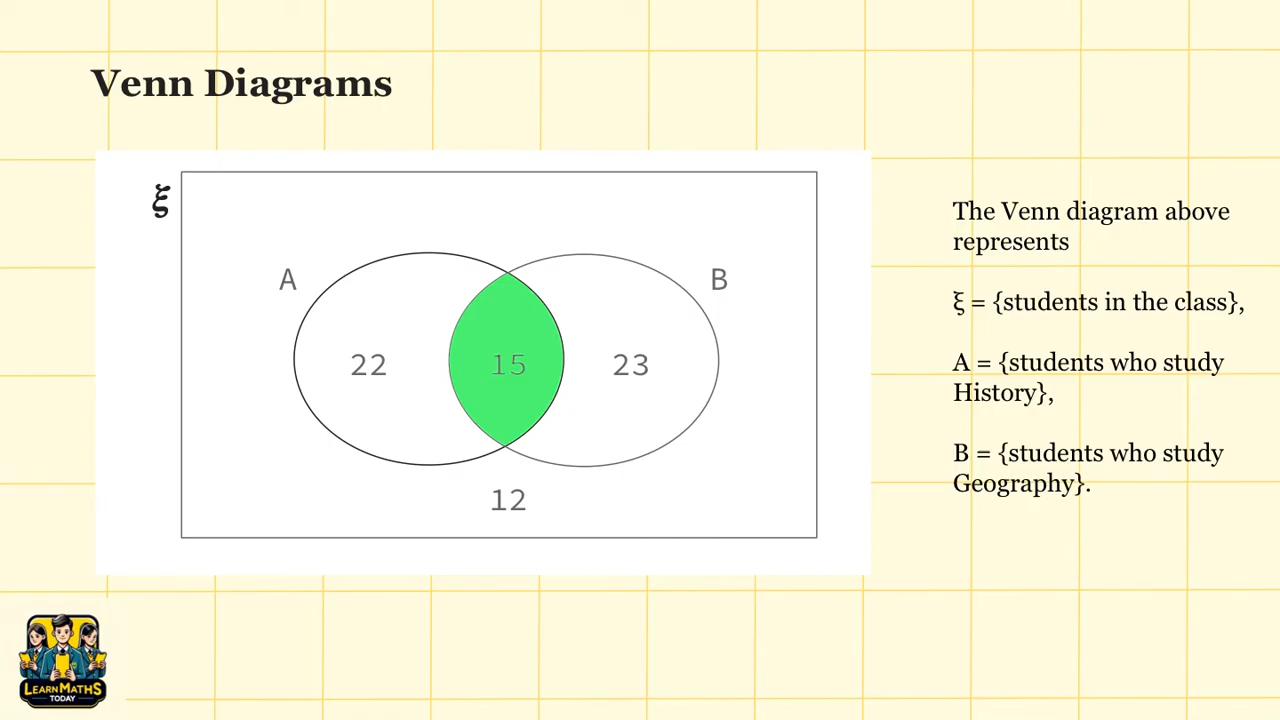 Venn Diagrams
ξ
A
B
22
15
23
12
The Venn diagram above
represents
ξ = {students in the class},
A = {students who study
History},
B = {students who study
Geography}.
LEARNMATHS
TODAY